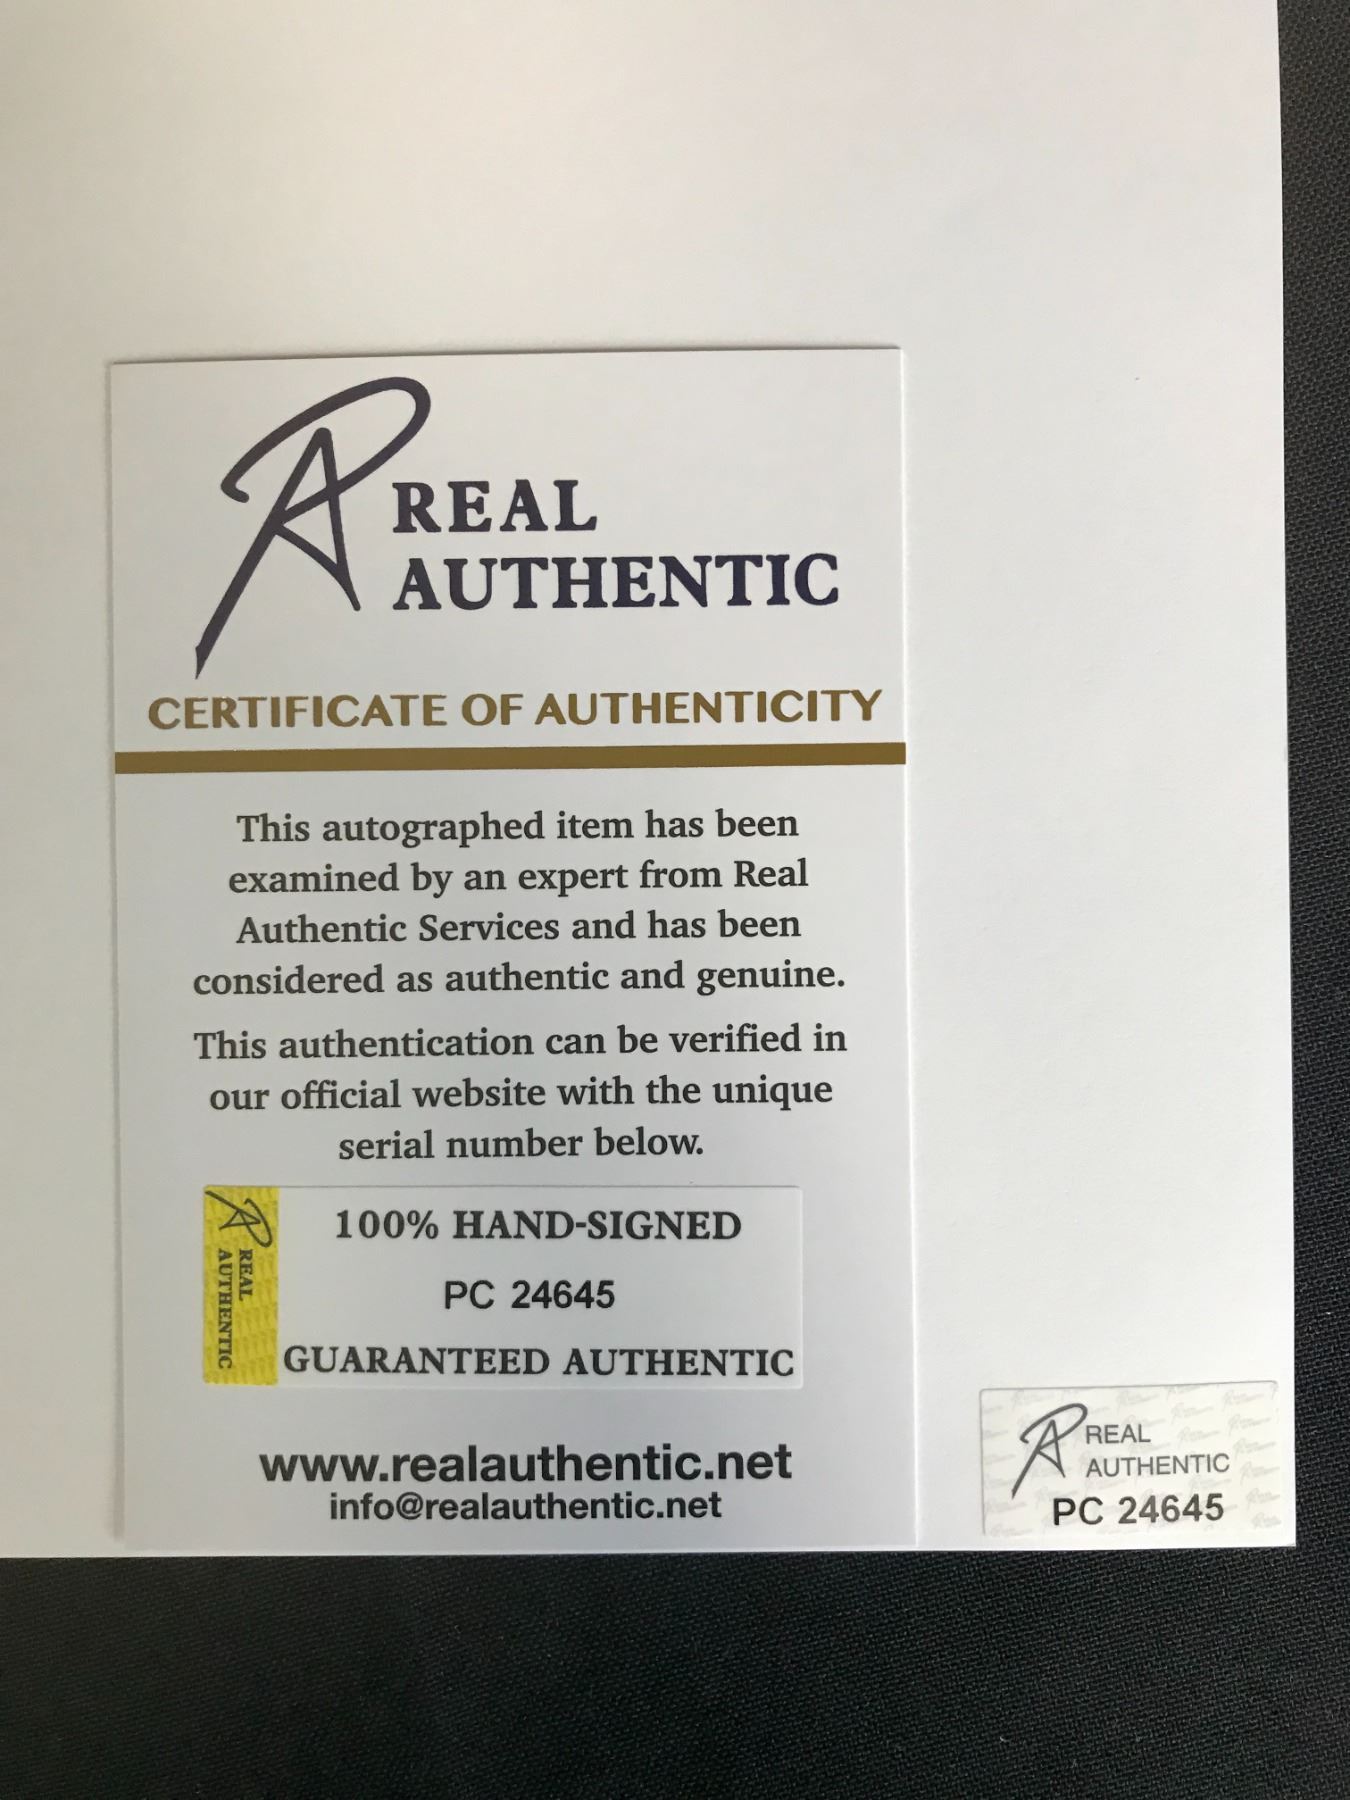 REAL
AUTHENTIC
CERTIFICATE OF AUTHENTICITY
This autographed item has been
examined by an expert from Real
Authentic Services and has been
considered as authentic and genuine.
This authentication can be verified in
our official website with the unique
serial number below.
REAL
AUTHENTIC
100% HAND-SIGNED
PC 24645
GUARANTEED AUTHENTIC
www.realauthentic.net
info@realauthentic.net
REAL
AUTHENTIC
PC 24645